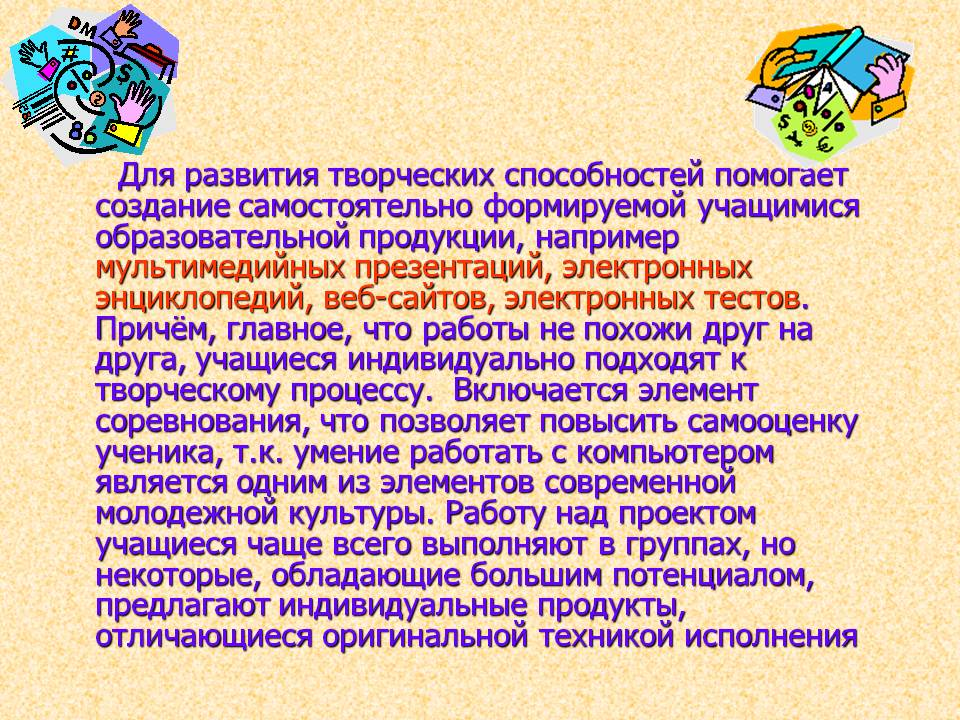 Для развития творческих способностей помогает
создание самостоятельно формируемой учащимися
образовательной продукции, например
мультимедийных презентаций, электронных
энциклопедий, веб-сайтов, электронных тестов.
Причём, главное, что работы не похожи друг на
друга, учащиеся индивидуально подходят к
творческому процессу.  Включается элемент
соревнования, что позволяет повысить самооценку
ученика, т.к. умение работать с компьютером
является одним из элементов современной
молодежной культуры. Работу над проектом
учащиеся чаще всего выполняют в группах, но
некоторые, обладающие большим потенциалом,
предлагают индивидуальные продукты,
отличающиеся оригинальной техникой исполнения